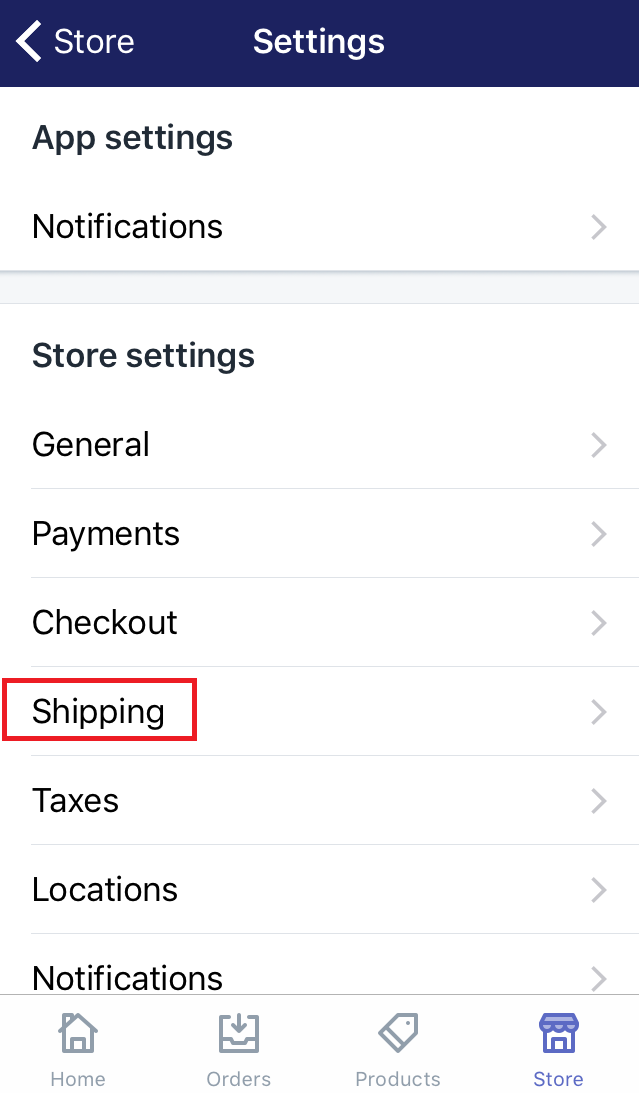 Store
Settings
App settings
Notifications
Store settings
General
Payments
Checkout
Shipping
Taxes
Locations
Notifications
Home
Orders
Products
Store